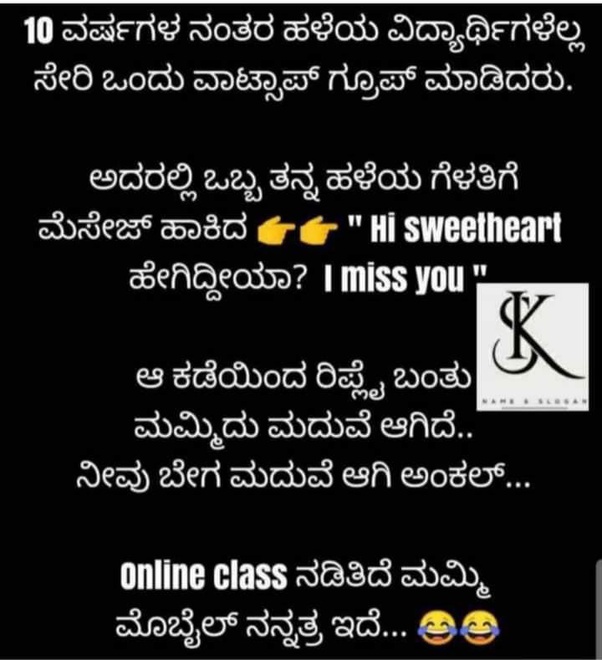 10 ವರ್ಷಗಳ ನಂತರ ಹಳೆಯ ವಿದ್ಯಾರ್ಥಿಗಳೆಲ್ಲ
ಸೇರಿ ಒಂದು ವಾಟ್ಸಾಪ್ ಗ್ರೂಪ್ ಮಾಡಿದರು.
ಅದರಲ್ಲಿ ಒಬ್ಬ ತನ್ನ ಹಳೆಯ ಗೆಳತಿಗೆ
ಮೆಸೇಜ್ ಹಾಕಿದ 👉👉 " Hi sweetheart
ಹೇಗಿದ್ದೀಯಾ? I miss you "
SK
NAME & SLOGAN
ಆ ಕಡೆಯಿಂದ ರಿಪ್ಲೈ ಬಂತು
ಮಮ್ಮಿದು ಮದುವೆ ಆಗಿದೆ..
ನೀವು ಬೇಗ ಮದುವೆ ಆಗಿ ಅಂಕಲ್...
Online class ನಡಿತಿದೆ ಮಮ್ಮಿ
ಮೊಬೈಲ್ ನನ್ನತ್ರ ಇದೆ... 😂😂